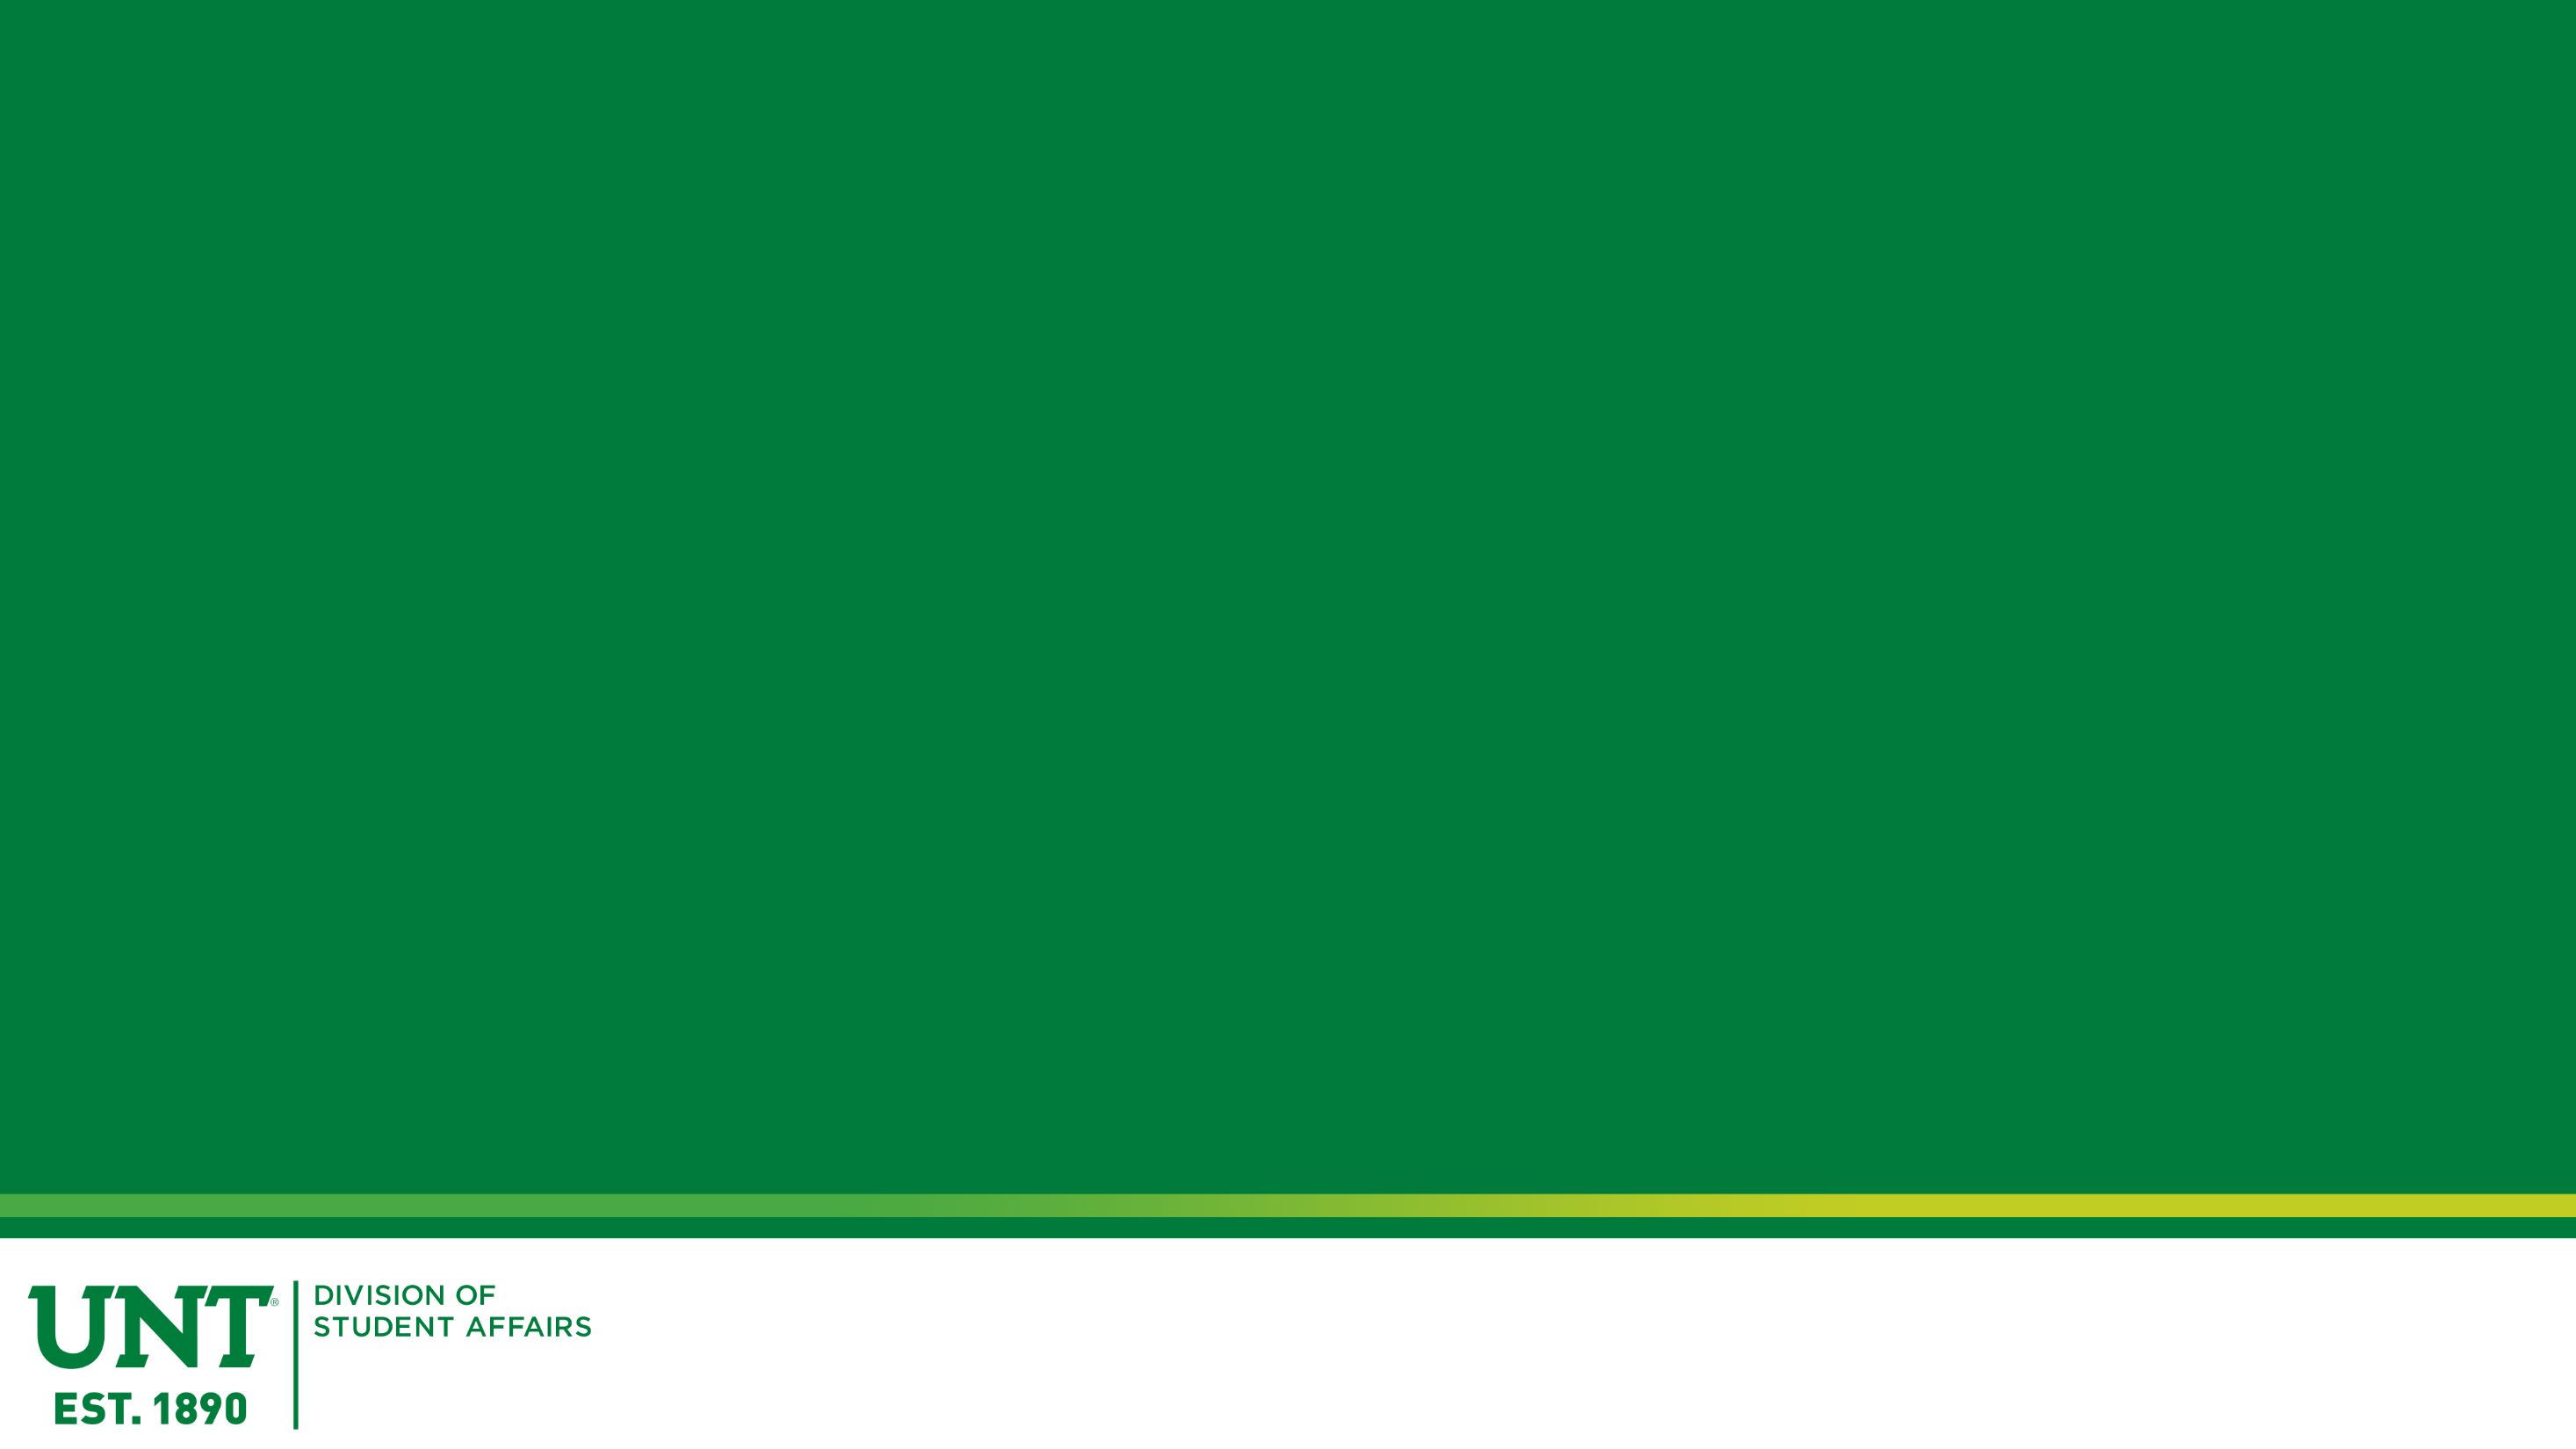 UNT®
EST. 1890
DIVISION OF
STUDENT AFFAIRS